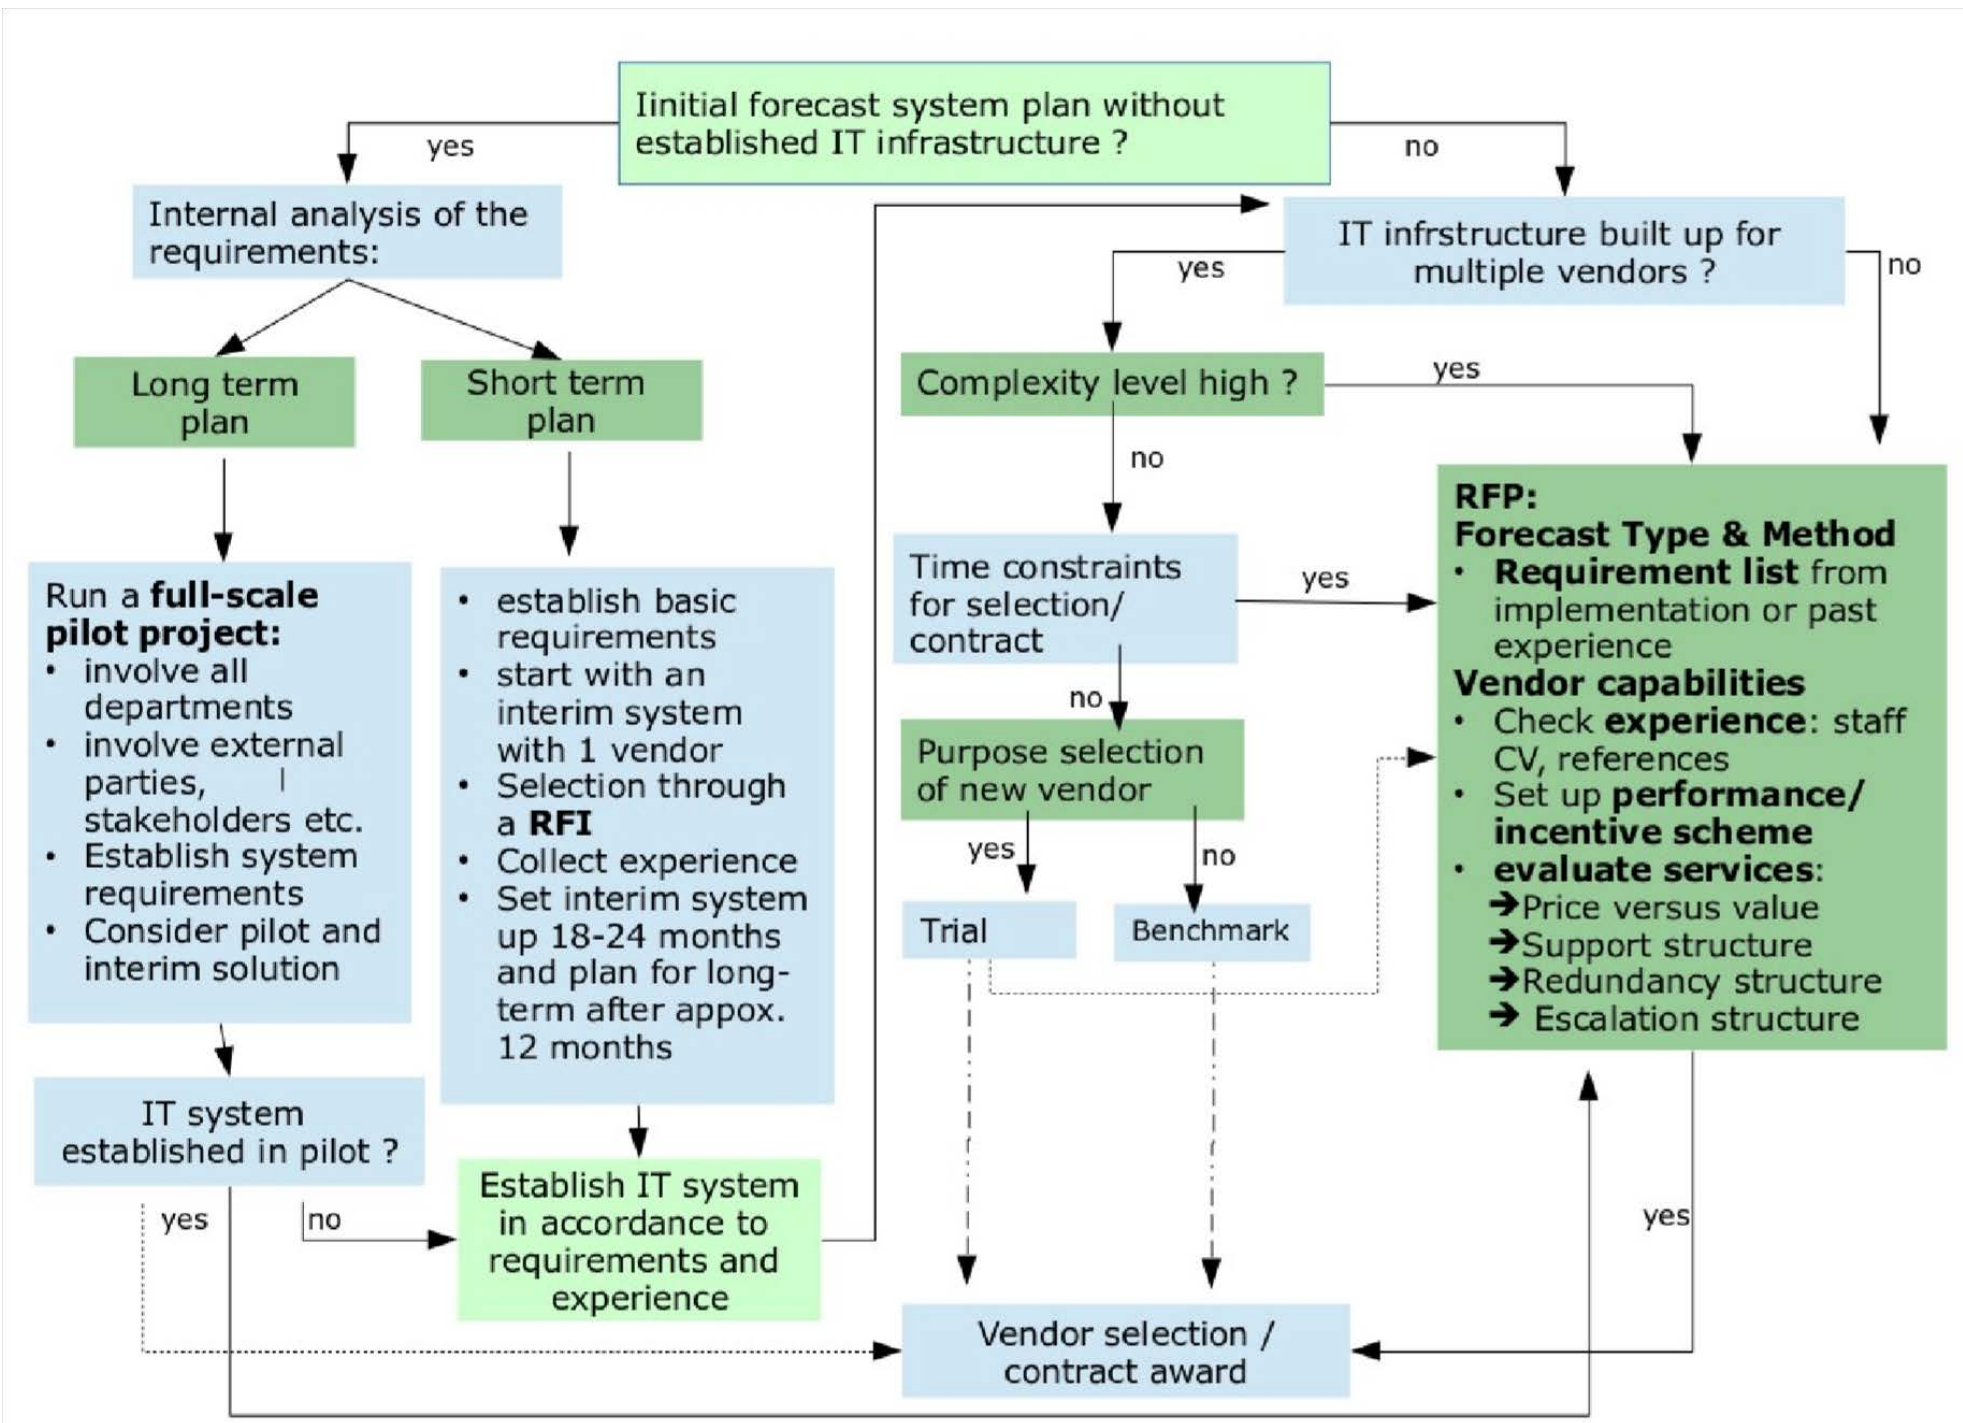 Iinitial forecast system plan without
established IT infrastructure ?
yes
no
Internal analysis of the
requirements:
IT infrstructure built up for
multiple vendors ?
yes
no
Long term
plan
Short term
plan
Complexity level high ?
yes
no
Run a full-scale
pilot project:
• involve all
departments
• involve external
parties,
stakeholders etc.
• Establish system
requirements
• Consider pilot and
interim solution
• establish basic
requirements
• start with an
interim system
with 1 vendor
• Selection through
a RFI
• Collect experience
• Set interim system
up 18-24 months
and plan for long-
term after appox.
12 months
Time constraints
for selection/
contract
yes
no
Purpose selection
of new vendor
yes
no
Trial
Benchmark
RFP:
Forecast Type & Method
• Requirement list from
implementation or past
experience
Vendor capabilities
• Check experience: staff
CV, references
• Set up performance/
incentive scheme
• evaluate services:
➔Price versus value
➔Support structure
➔Redundancy structure
➔ Escalation structure
IT system
established in pilot ?
yes
no
Establish IT system
in accordance to
requirements and
experience
yes
Vendor selection /
contract award